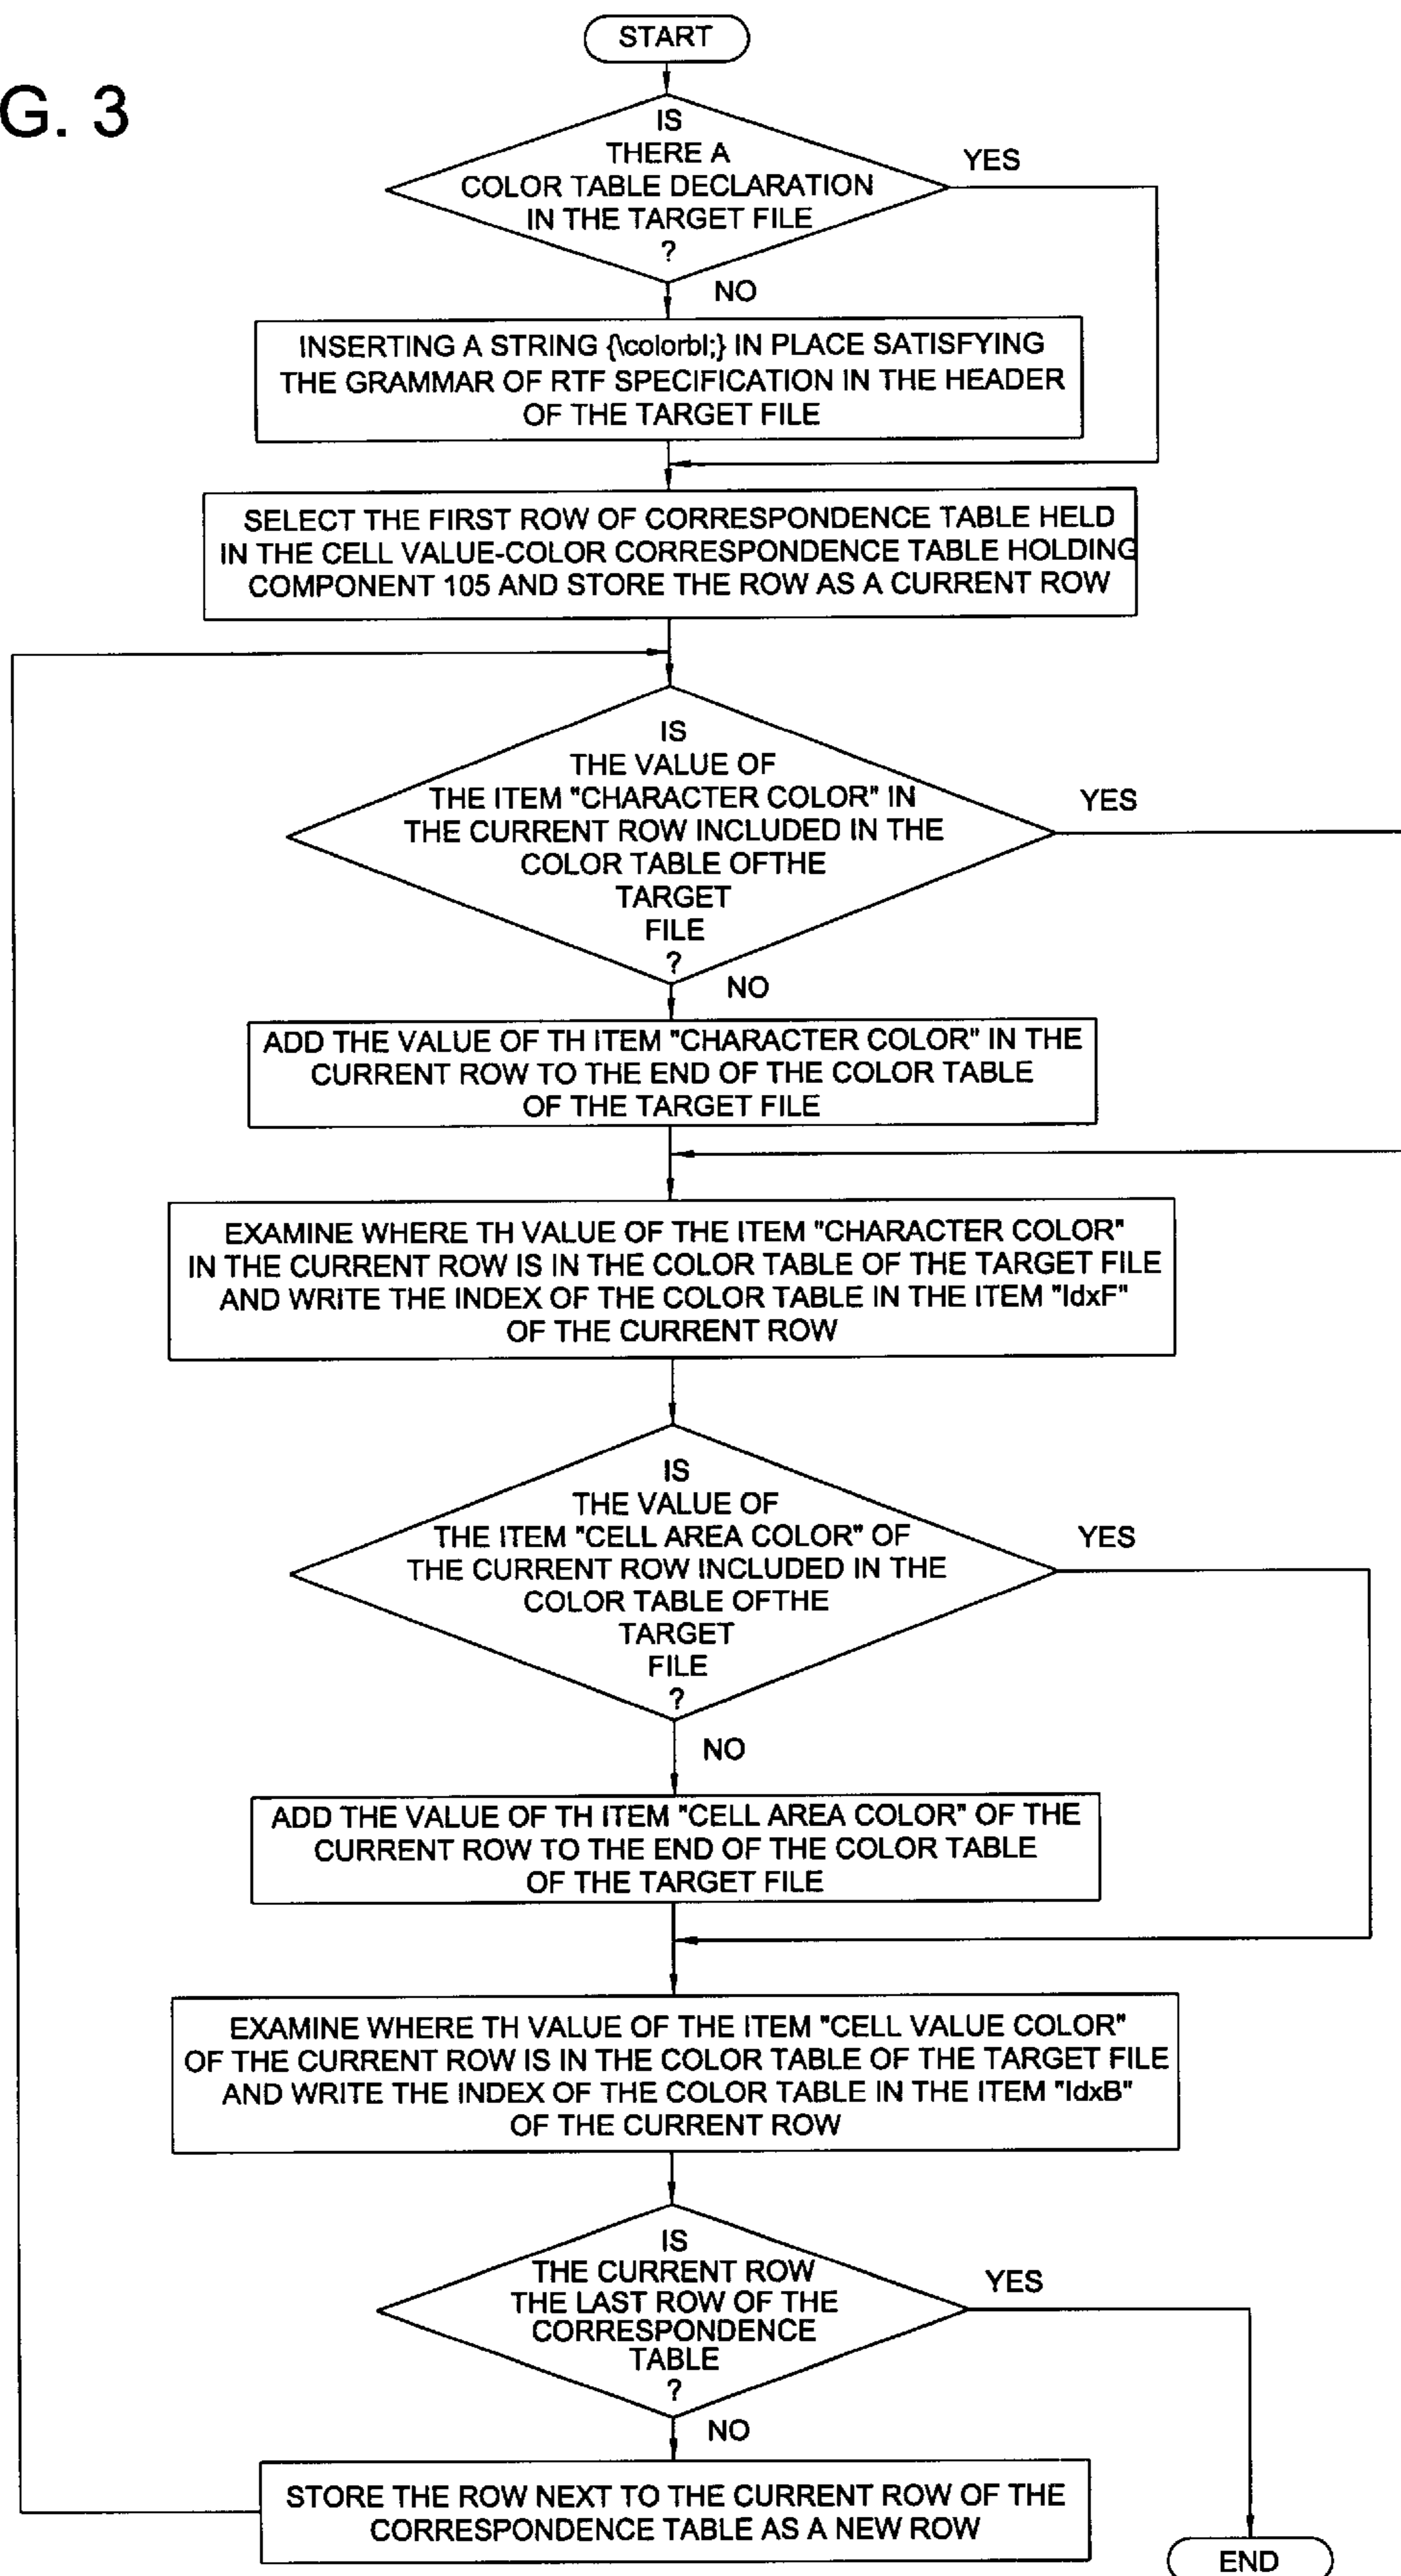 G. 3
START
IS
THERE A
COLOR TABLE DECLARATION
IN THE TARGET FILE
?
YES
NO
INSERTING A STRING {\colorbl;} IN PLACE SATISFYING
THE GRAMMAR OF RTF SPECIFICATION IN THE HEADER
OF THE TARGET FILE
SELECT THE FIRST ROW OF CORRESPONDENCE TABLE HELD
IN THE CELL VALUE-COLOR CORRESPONDENCE TABLE HOLDING
COMPONENT 105 AND STORE THE ROW AS A CURRENT ROW
IS
THE VALUE OF
THE ITEM "CHARACTER COLOR" IN
THE CURRENT ROW INCLUDED IN THE
COLOR TABLE OFTHE
TARGET
FILE
?
YES
NO
ADD THE VALUE OF TH ITEM "CHARACTER COLOR" IN THE
CURRENT ROW TO THE END OF THE COLOR TABLE
OF THE TARGET FILE
EXAMINE WHERE TH VALUE OF THE ITEM "CHARACTER COLOR"
IN THE CURRENT ROW IS IN THE COLOR TABLE OF THE TARGET FILE
AND WRITE THE INDEX OF THE COLOR TABLE IN THE ITEM "IdxF"
OF THE CURRENT ROW
IS
THE VALUE OF
THE ITEM "CELL AREA COLOR" OF
THE CURRENT ROW INCLUDED IN THE
COLOR TABLE OFTHE
TARGET
FILE
?
YES
NO
ADD THE VALUE OF TH ITEM "CELL AREA COLOR" OF THE
CURRENT ROW TO THE END OF THE COLOR TABLE
OF THE TARGET FILE
EXAMINE WHERE TH VALUE OF THE ITEM "CELL VALUE COLOR"
OF THE CURRENT ROW IS IN THE COLOR TABLE OF THE TARGET FILE
AND WRITE THE INDEX OF THE COLOR TABLE IN THE ITEM "IdxB"
OF THE CURRENT ROW
IS
THE CURRENT ROW
THE LAST ROW OF THE
CORRESPONDENCE
TABLE
?
YES
NO
STORE THE ROW NEXT TO THE CURRENT ROW OF THE
CORRESPONDENCE TABLE AS A NEW ROW
END